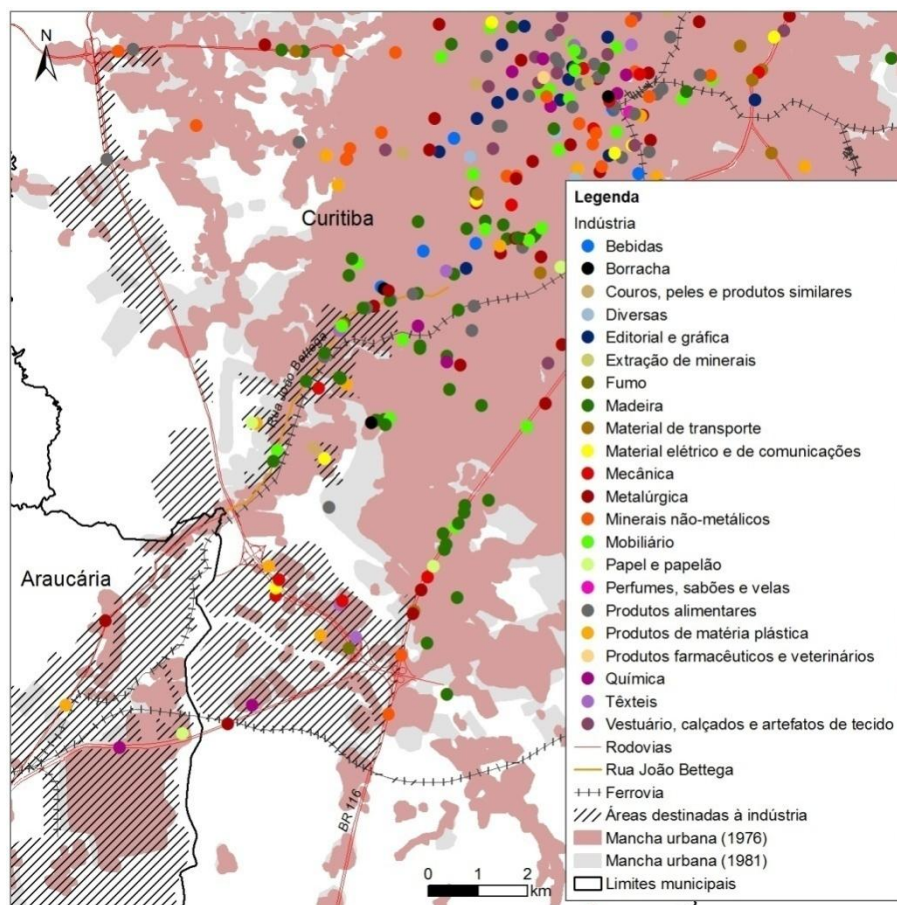 N
Curitiba
Rua João Bettega
Araucária
BR 116
0 1 2
km
Legenda
Indústria
Bebidas
Borracha
Couros, peles e produtos similares
Diversas
Editorial e gráfica
Extração de minerais
Fumo
Madeira
Material de transporte
Material elétrico e de comunicações
Mecânica
Metalúrgica
Minerais não-metálicos
Mobiliário
Papel e papelão
Perfumes, sabões e velas
Produtos alimentares
Produtos de matéria plástica
Produtos farmacêuticos e veterinários
Química
Têxteis
Vestuário, calçados e artefatos de tecido
Rodovias
Rua João Bettega
Ferrovia
Áreas destinadas à indústria
Mancha urbana (1976)
Mancha urbana (1981)
Limites municipais